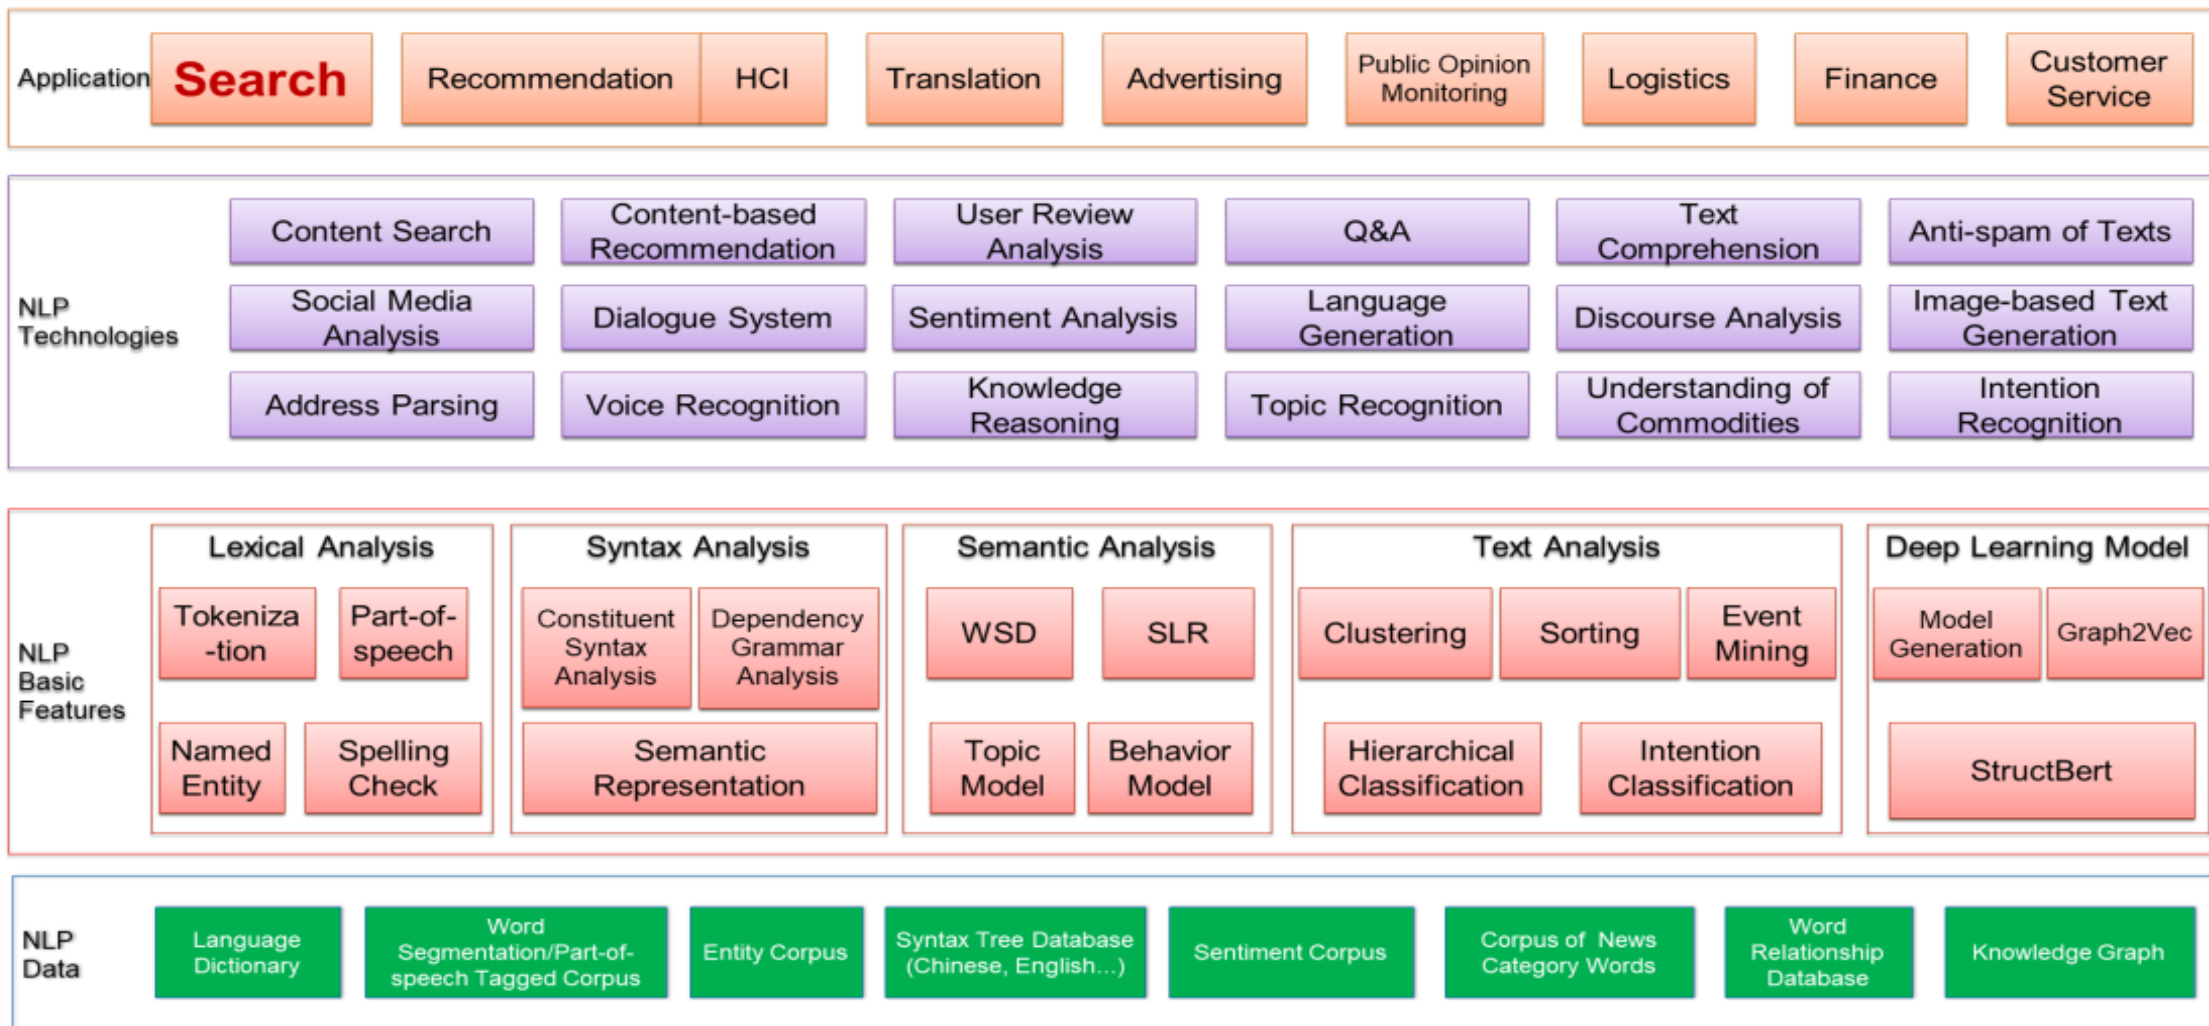 Application
Search
Recommendation
HCI
Translation
Advertising
Public Opinion
Monitoring
Logistics
Finance
Customer
Service
NLP
Technologies
Content Search
Content-based
Recommendation
User Review
Analysis
Q&A
Text
Comprehension
Anti-spam of Texts
Social Media
Analysis
Dialogue System
Sentiment Analysis
Language
Generation
Discourse Analysis
Image-based Text
Generation
Address Parsing
Voice Recognition
Knowledge
Reasoning
Topic Recognition
Understanding of
Commodities
Intention
Recognition
NLP
Basic
Features
Lexical Analysis
Tokeniza
-tion
Part-of-
speech
Named
Entity
Spelling
Check
Syntax Analysis
Constituent
Syntax
Analysis
Dependency
Grammar
Analysis
Semantic
Representation
Semantic Analysis
WSD
SLR
Topic
Model
Behavior
Model
Text Analysis
Clustering
Sorting
Event
Mining
Hierarchical
Classification
Intention
Classification
Deep Learning Model
Model
Generation
Graph2Vec
StructBert
NLP
Data
Language
Dictionary
Word
Segmentation/Part-of-
speech Tagged Corpus
Entity Corpus
Syntax Tree Database
(Chinese, English...)
Sentiment Corpus
Corpus of News
Category Words
Word
Relationship
Database
Knowledge Graph